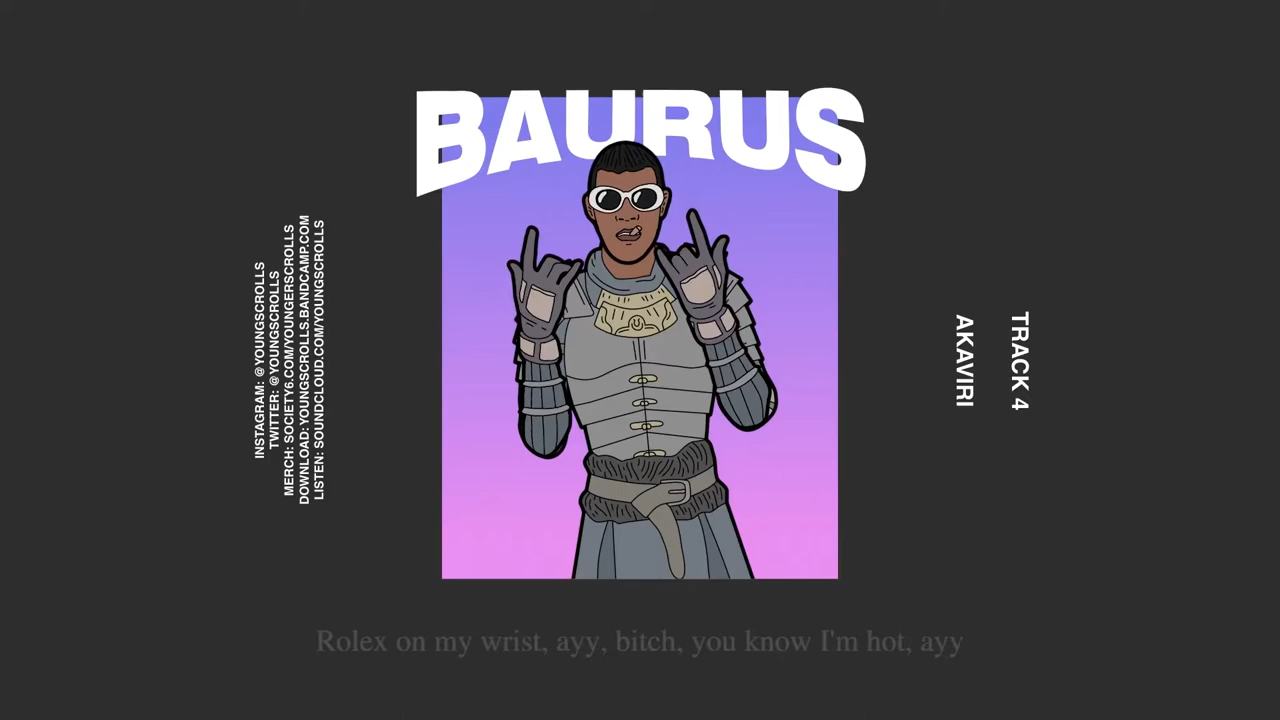 BAURUS
INSTAGRAM: @YOUNGSCROLLS
TWITTER: @YOUNGSCROLLS
MERCH: SOCIETY6.COM/YOUNGERSCROLLS
DOWNLOAD: YOUNGSCROLLS.BANDCAMP.COM
LISTEN: SOUNDCLOUD.COM/YOUNGSCROLLS
TRACK 4
AKAVIRI
Rolex on my wrist, ayy, bitch, you know I'm hot, ayy